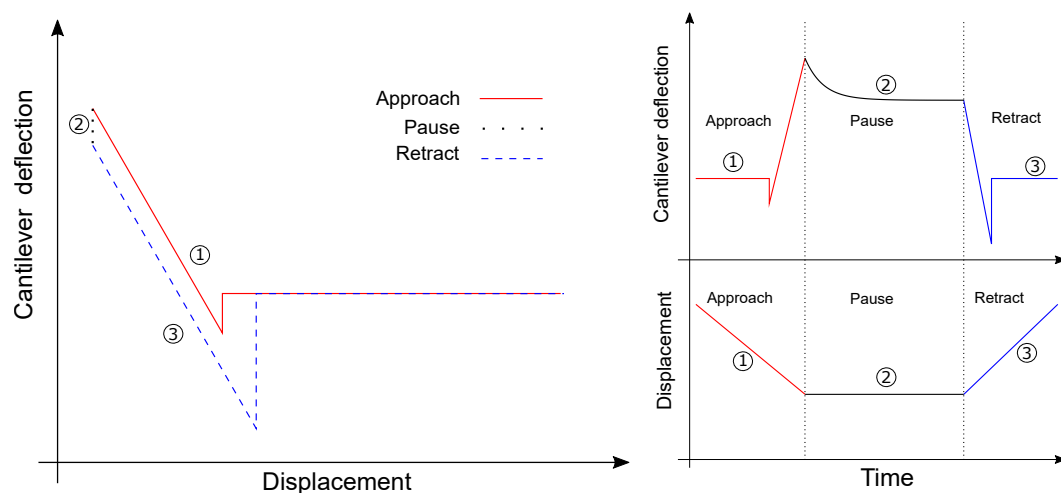 Cantilever deflection
Approach
Pause
Retract
②
①
③
Displacement
Cantilever deflection
Approach
Pause
Retract
①
②
③
Displacement
Approach
Pause
Retract
①
②
③
Time